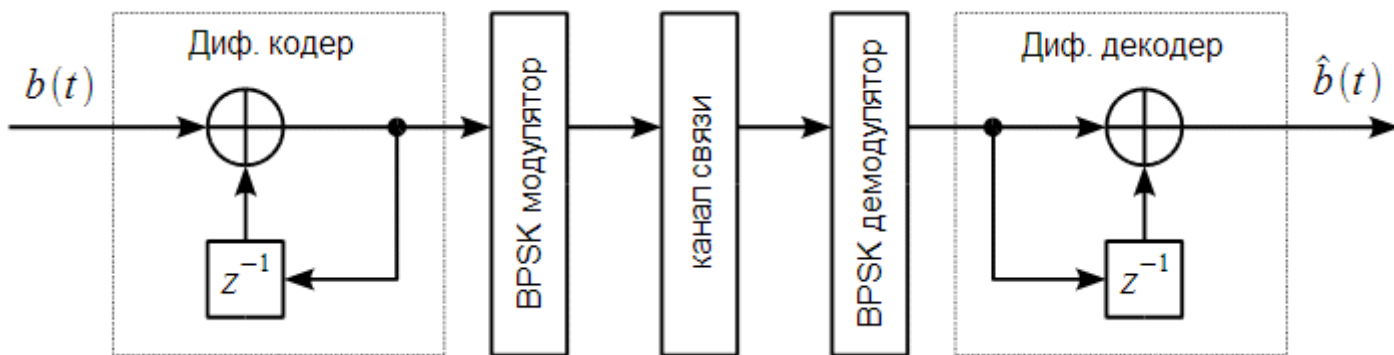 Диф. кодер
b(t)
z⁻¹
BPSK модулятор
канал связи
BPSK демодулятор
Диф. декодер
b̂(t)
z⁻¹